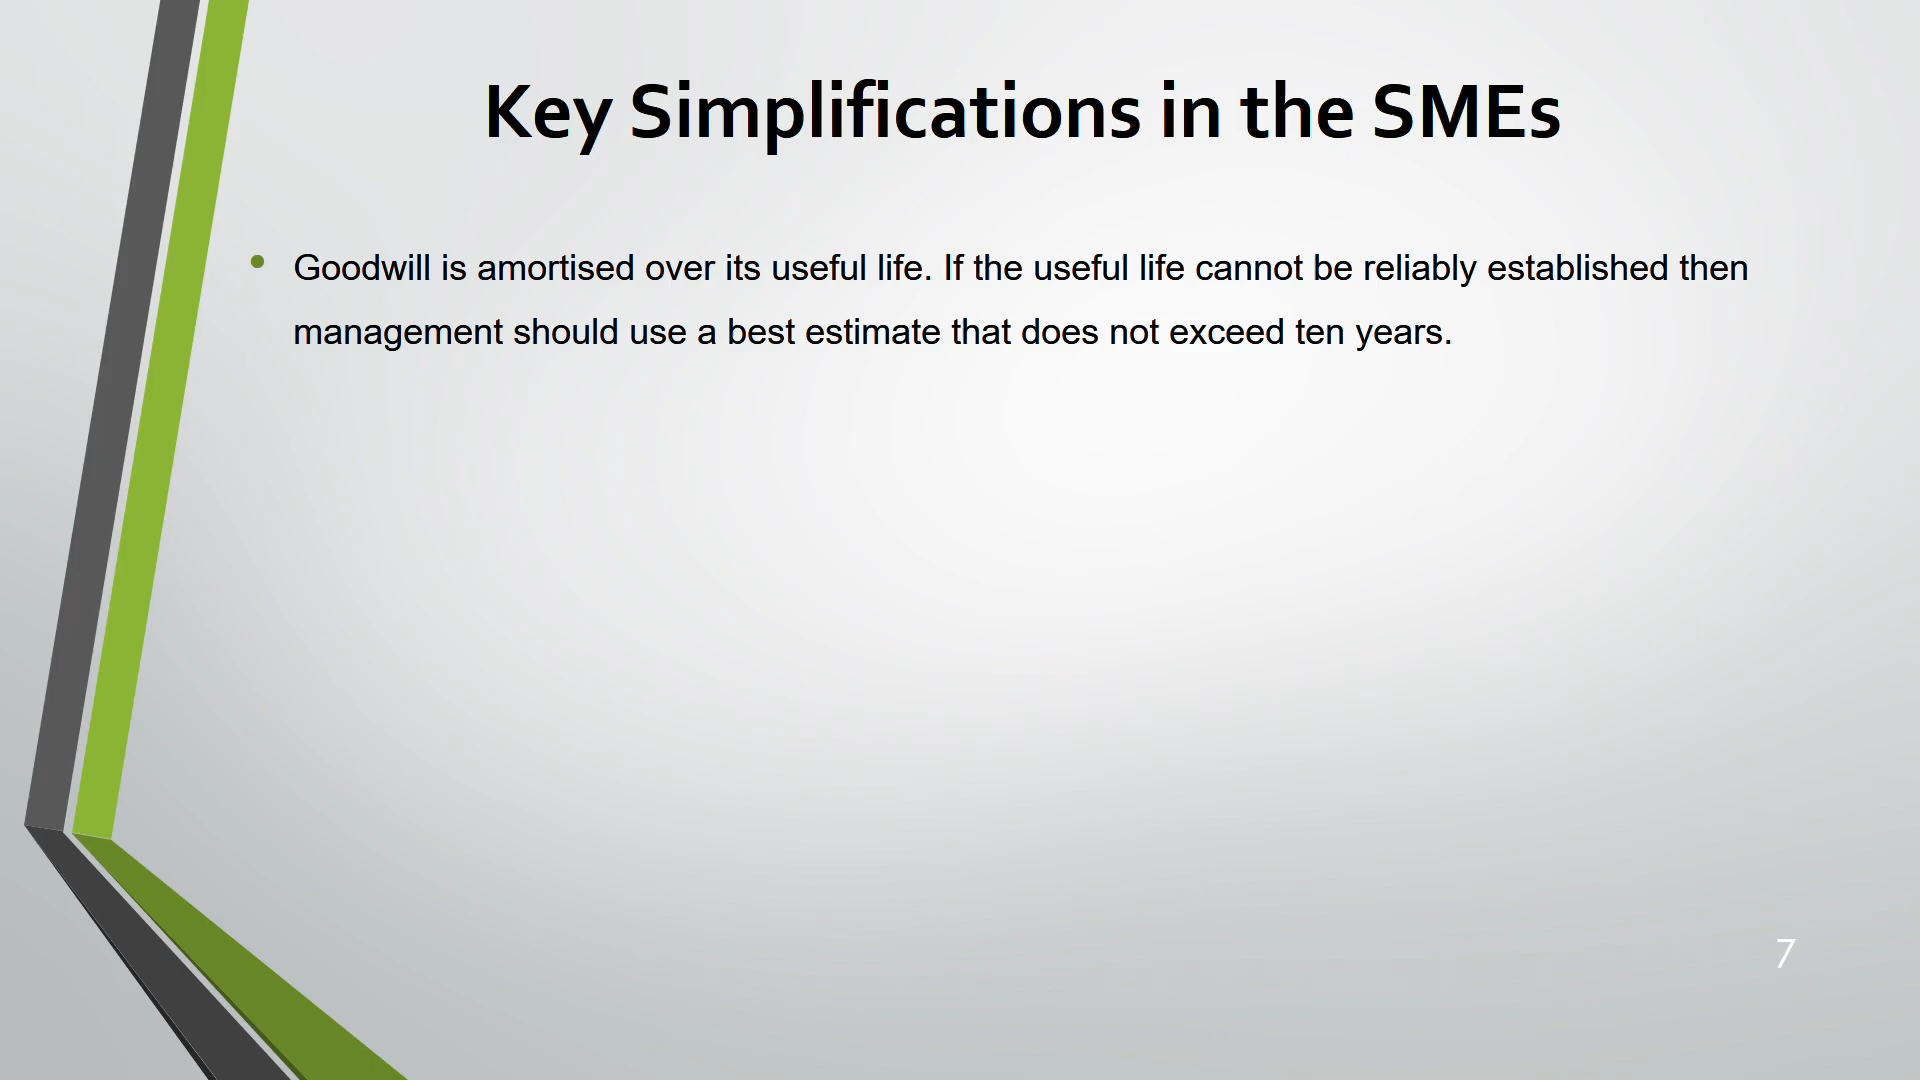 Key Simplifications in the SMEs
• Goodwill is amortised over its useful life. If the useful life cannot be reliably established then
management should use a best estimate that does not exceed ten years.
7